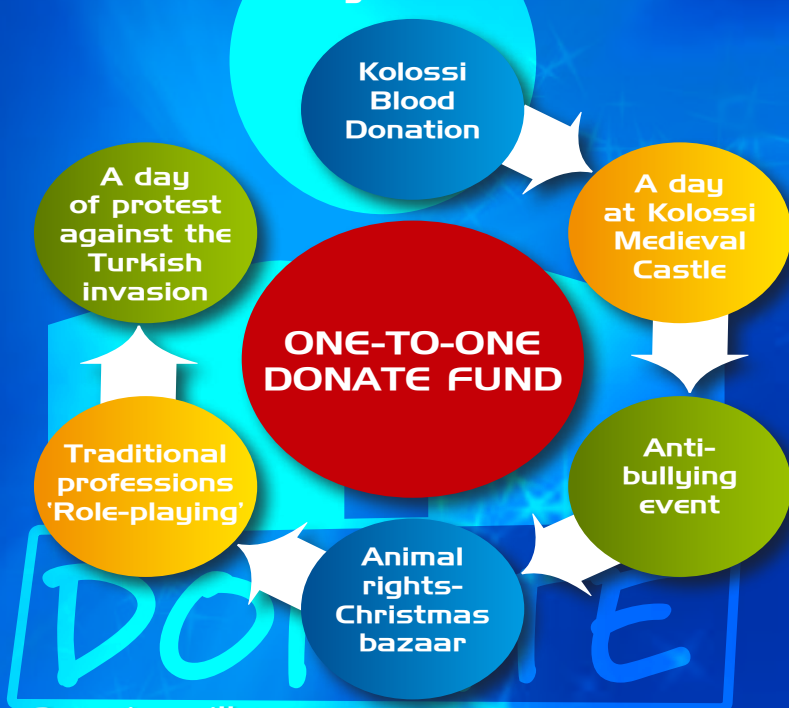 Kolossi
Blood
Donation
A day
at Kolossi
Medieval
Castle
Anti-
bullying
event
Animal
rights-
Christmas
bazaar
Traditional
professions
'Role-playing'
A day
of protest
against the
Turkish
invasion
ONE-TO-ONE
DONATE FUND